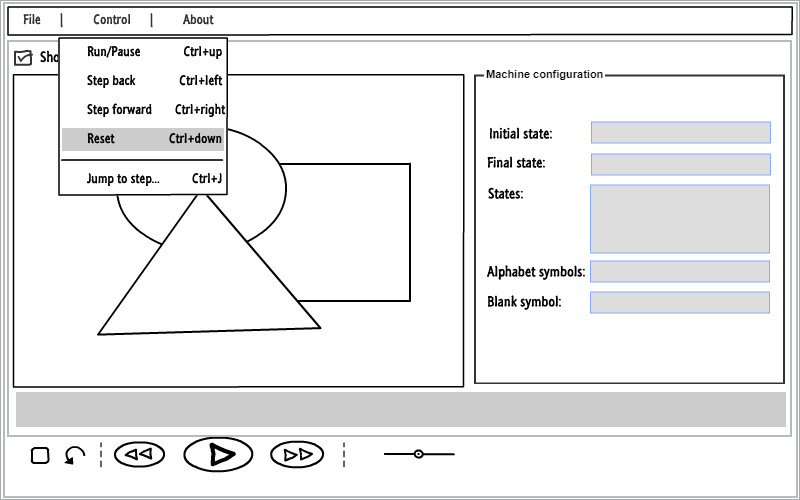 File | Control | About
Sho
Run/Pause Ctrl+up
Step back Ctrl+left
Step forward Ctrl+right
Reset Ctrl+down
Jump to step... Ctrl+J
Machine configuration
Initial state:
Final state:
States:
Alphabet symbols:
Blank symbol: